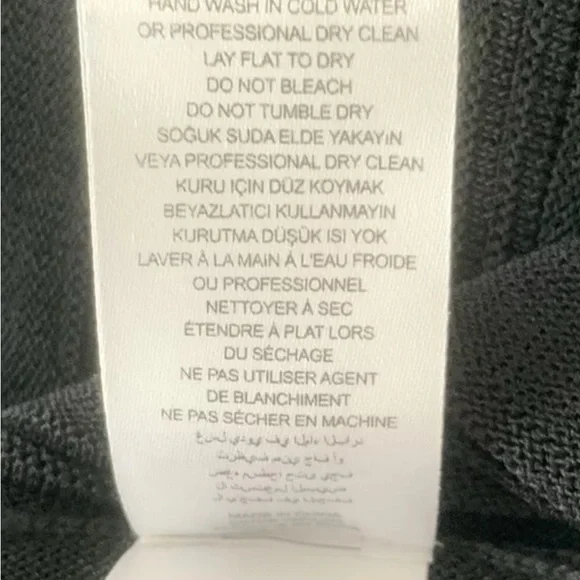 HAND WASH IN COLD WATER
OR PROFESSIONAL DRY CLEAN
LAY FLAT TO DRY
DO NOT BLEACH
DO NOT TUMBLE DRY
SOĞUK SUDA ELDE YAKAYıN
VEYA PROFESSIONAL DRY CLEAN
KURU IÇIN DÜZ KOYMAK
BEYAZLATICI KULLANMAYIN
KURUTMA DÜŞÜK ISI YOK
LAVER À LA MAIN À L'EAU FROIDE
OU PROFESSIONNEL
NETTOYER À SEC
ÉTENDRE À PLAT LORS
DU SÉCHAGE
NE PAS UTILISER AGENT
DE BLANCHIMENT
NE PAS SÉCHER EN MACHINE
MADE IN